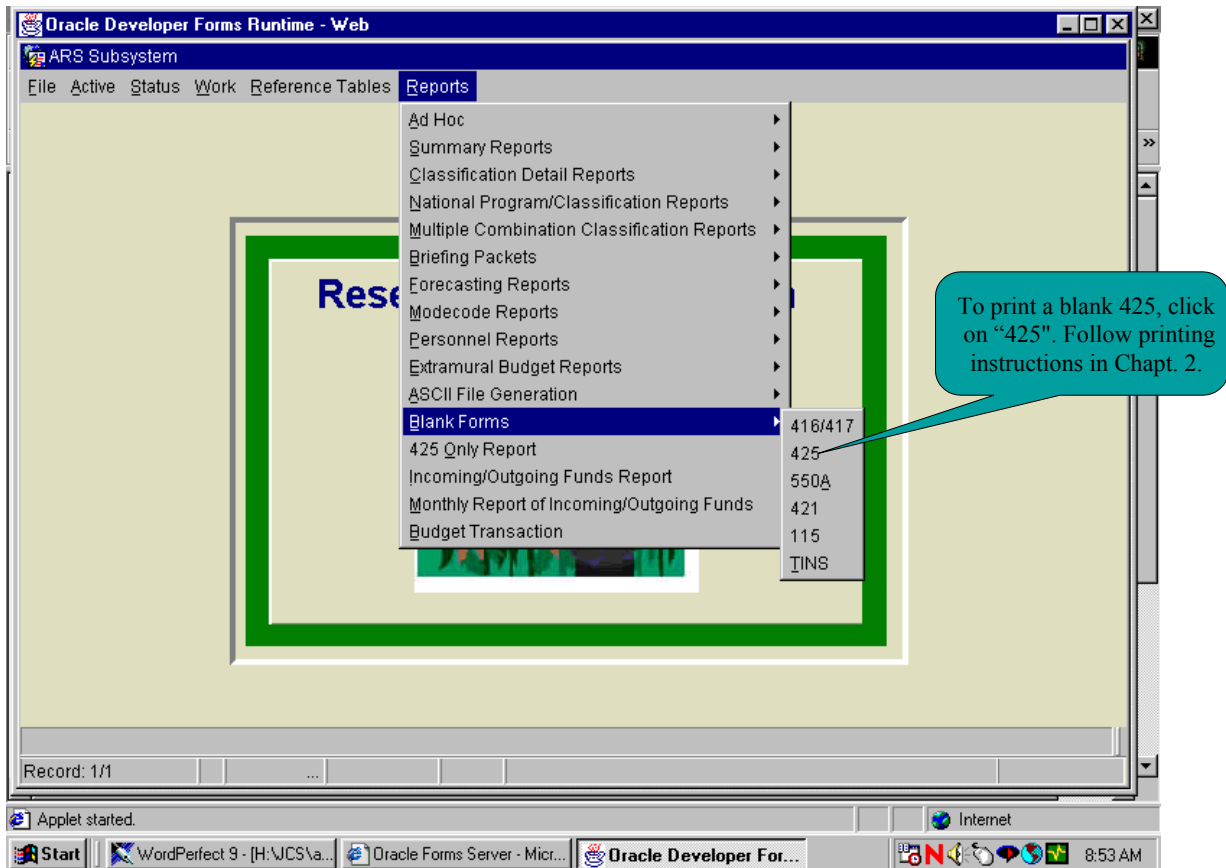 Oracle Developer Forms Runtime - Web
ARS Subsystem
File Active Status Work Reference Tables Reports
Ad Hoc
Summary Reports
Classification Detail Reports
National Program/Classification Reports
Multiple Combination Classification Reports
Briefing Packets
Forecasting Reports
Modecode Reports
Personnel Reports
Extramural Budget Reports
ASCII File Generation
Blank Forms
425 Only Report
Incoming/Outgoing Funds Report
Monthly Report of Incoming/Outgoing Funds
Budget Transaction
416/417
425
550A
421
115
TINS
To print a blank 425, click
on “425". Follow printing
instructions in Chapt. 2.
Record: 1/1 ...
Applet started. Internet
Start WordPerfect 9 - [H:\JCS\a... Oracle Forms Server - Micr... Oracle Developer For... 8:53 AM